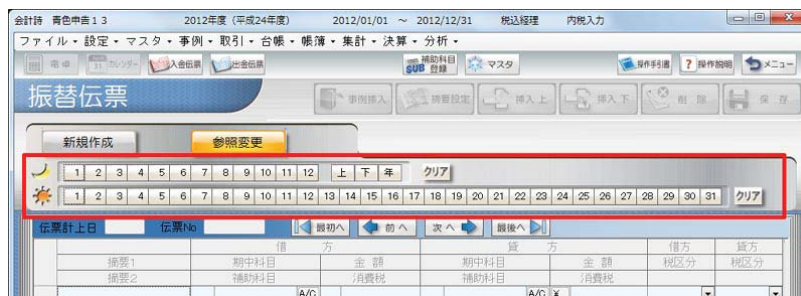 会計詩 青色申告13 2012年度（平成24年度） 2012/01/01 ～ 2012/12/31 税込経理 内税入力
ファイル・設定・マスタ・事例・取引・台帳・帳簿・集計・決算・分析・
電卓 カレンダー 入金伝票 出金伝票 SUB 補助科目登録 マスタ 操作手引書 ? 操作説明 メニュー
振替伝票 事例挿入 摘要設定 挿入上 挿入下 削除 保存
新規作成 参照変更
1 2 3 4 5 6 7 8 9 10 11 12 上 下 年 クリア
1 2 3 4 5 6 7 8 9 10 11 12 13 14 15 16 17 18 19 20 21 22 23 24 25 26 27 28 29 30 31 クリア
伝票計上日 伝票No 最初へ 前へ 次へ 最後へ
借方 貸方 借方 貸方
摘要1 期中科目 金額 期中科目 金額 税区分 税区分
摘要2 補助科目 消費税 補助科目 消費税
A/C A/C ¥